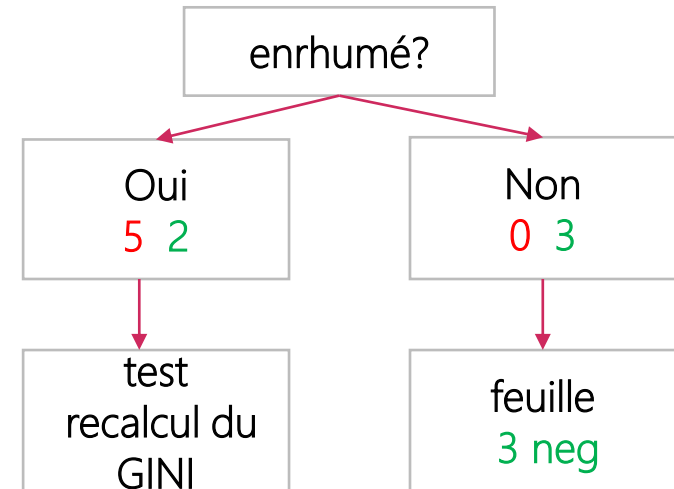 enrhumé?
Oui
5 2
Non
0 3
test
recalcul du
GINI
feuille
3 neg